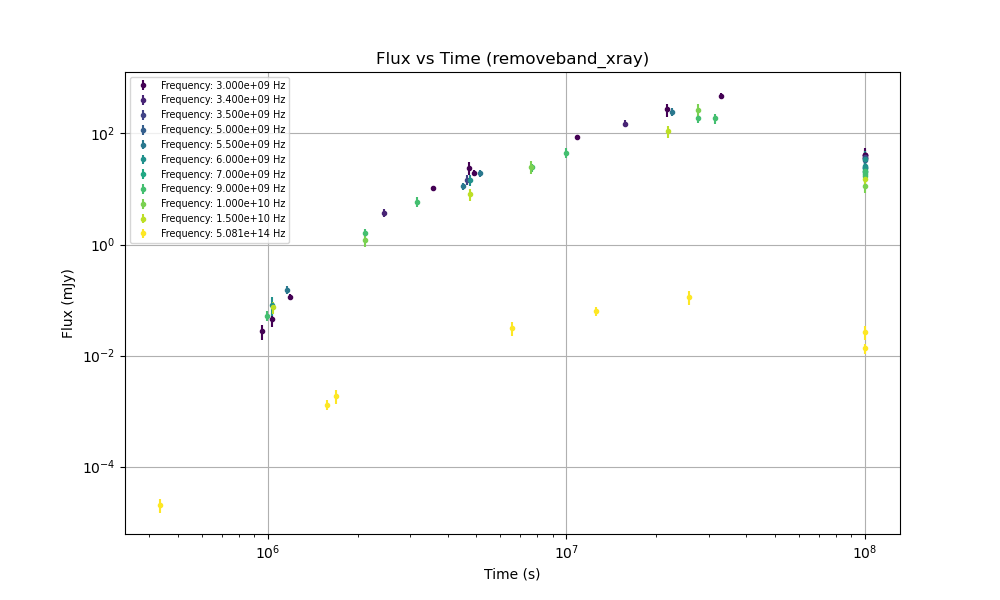 Flux vs Time (removeband_xray)
Frequency: 3.000e+09 Hz
Frequency: 3.400e+09 Hz
Frequency: 3.500e+09 Hz
Frequency: 5.000e+09 Hz
Frequency: 5.500e+09 Hz
Frequency: 6.000e+09 Hz
Frequency: 7.000e+09 Hz
Frequency: 9.000e+09 Hz
Frequency: 1.000e+10 Hz
Frequency: 1.500e+10 Hz
Frequency: 5.081e+14 Hz
Flux (mJy)
10²
10⁰
10⁻²
10⁻⁴
10⁶ 10⁷ 10⁸
Time (s)